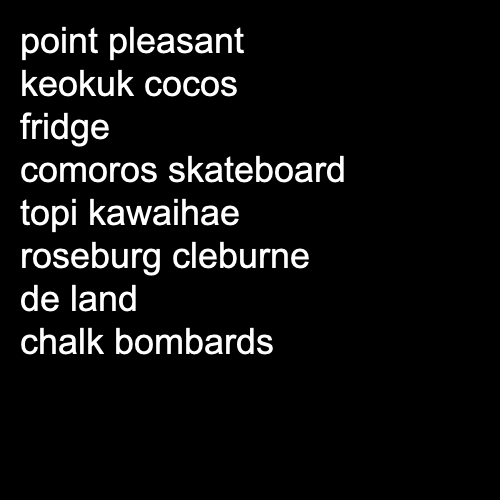 point pleasant
keokuk cocos
fridge
comoros skateboard
topi kawaihae
roseburg cleburne
de land
chalk bombards